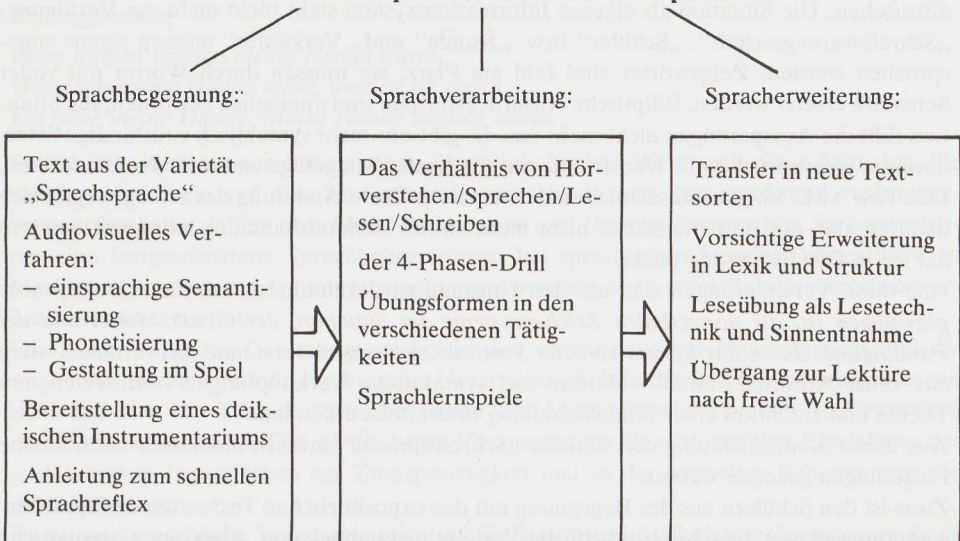 Sprachbegegnung:
Text aus der Varietät
„Sprechsprache“
Audiovisuelles Ver-
fahren:
– einsprachige Semanti-
sierung
– Phonetisierung
– Gestaltung im Spiel
Bereitstellung eines deik-
ischen Instrumentariums
Anleitung zum schnellen
Sprachreflex
Sprachverarbeitung:
Das Verhältnis von Hör-
verstehen/Sprechen/Le-
sen/Schreiben
der 4-Phasen-Drill
Übungsformen in den
verschiedenen Tätig-
keiten
Sprachlernspiele
Spracherweiterung:
Transfer in neue Text-
sorten
Vorsichtige Erweiterung
in Lexik und Struktur
Leseübung als Lesetech-
nik und Sinnentnahme
Übergang zur Lektüre
nach freier Wahl